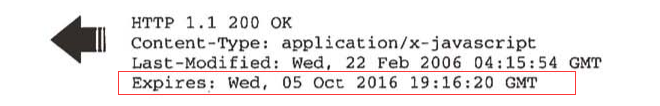 HTTP 1.1 200 OK
Content-Type: application/x-javascript
Last-Modified: Wed, 22 Feb 2006 04:15:54 GMT
Expires: Wed, 05 Oct 2016 19:16:20 GMT